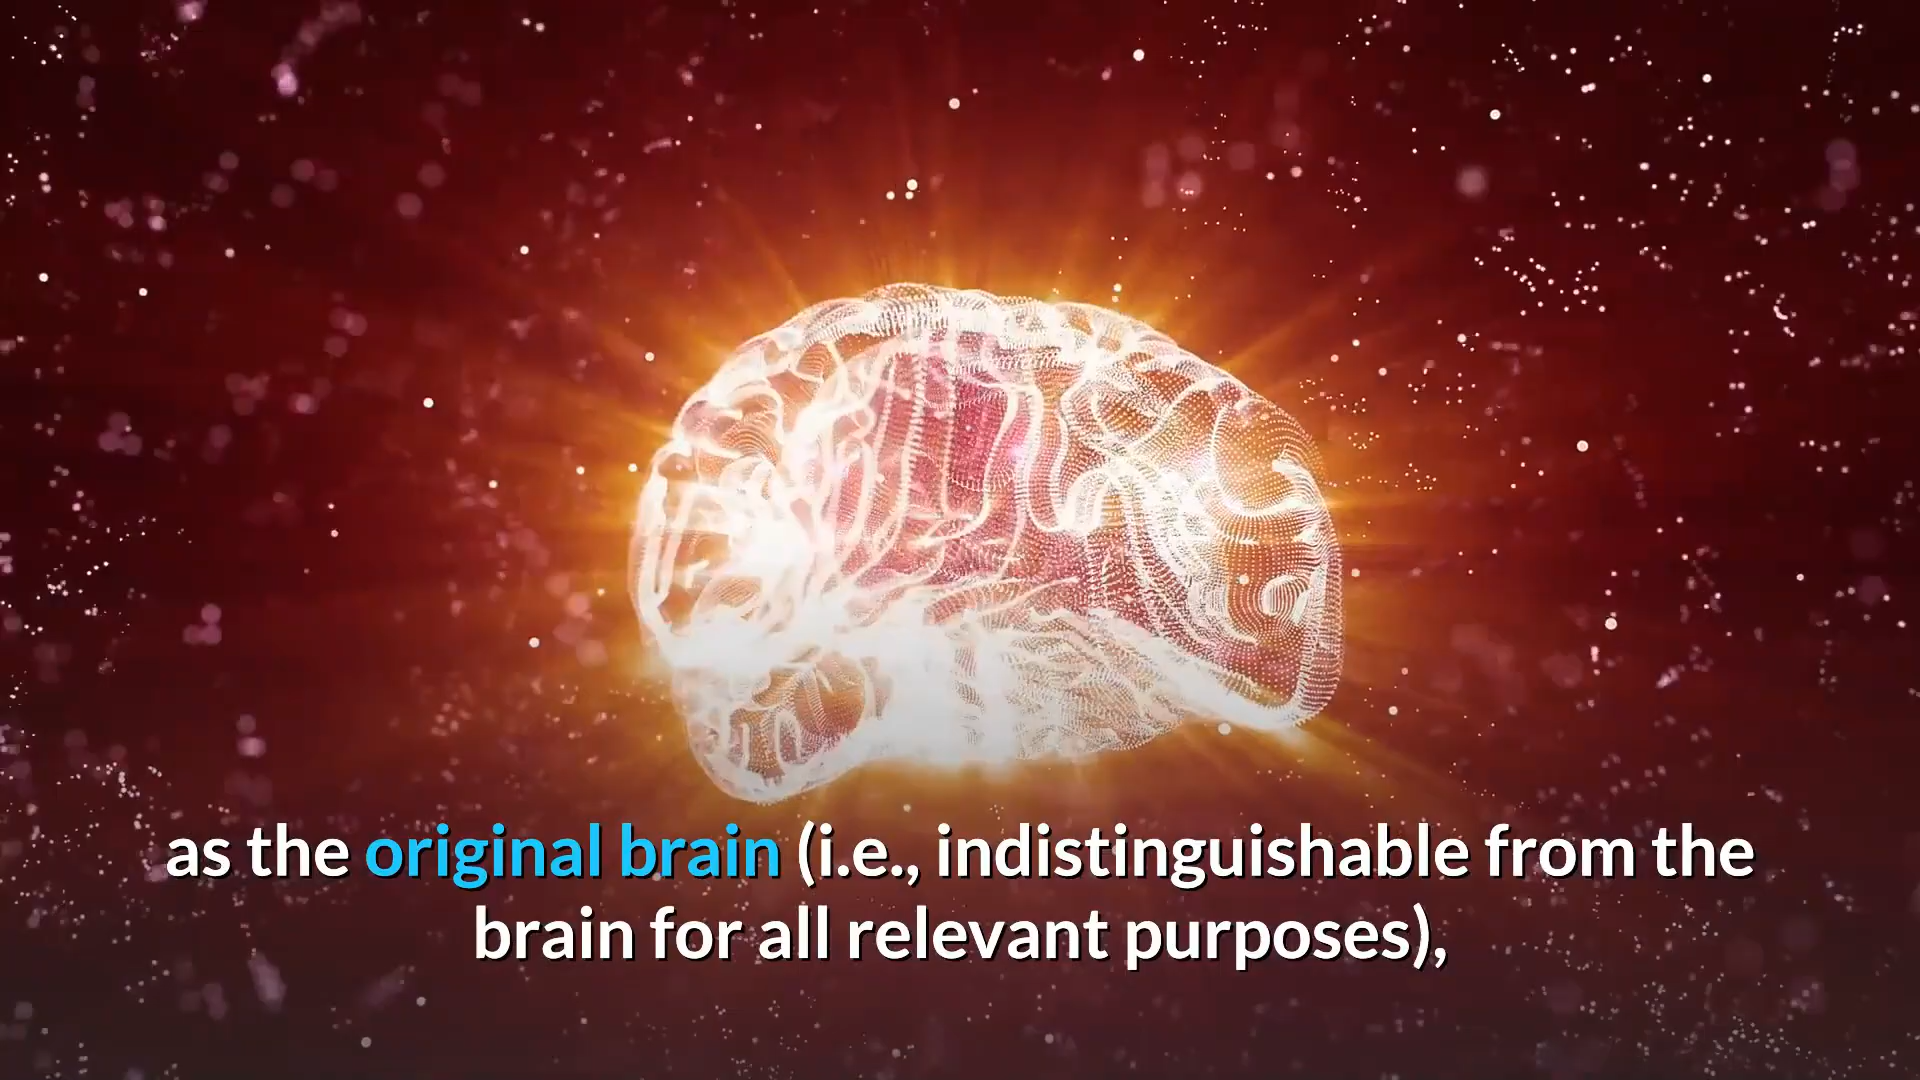 as the original brain (i.e., indistinguishable from the
brain for all relevant purposes),